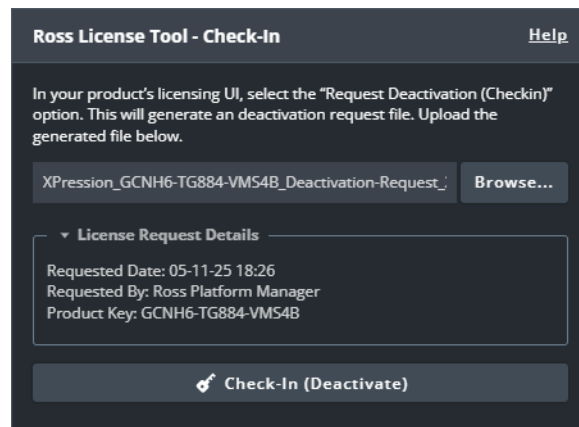 Ross License Tool - Check-In
Help
In your product's licensing UI, select the “Request Deactivation (Checkin)”
option. This will generate an deactivation request file. Upload the
generated file below.
XPression_GCNH6-TG884-VMS4B_Deactivation-Request_
Browse...
License Request Details
Requested Date: 05-11-25 18:26
Requested By: Ross Platform Manager
Product Key: GCNH6-TG884-VMS4B
Check-In (Deactivate)